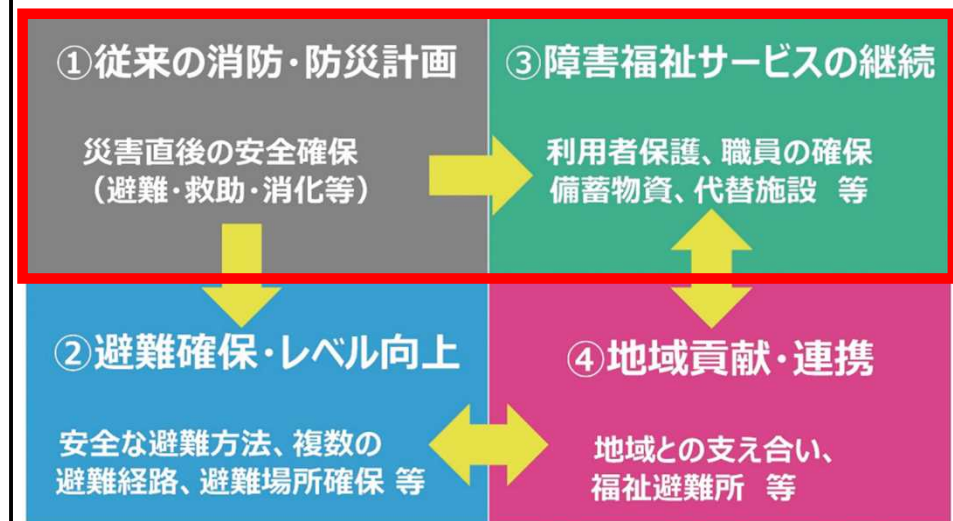 ①従来の消防・防災計画
災害直後の安全確保
（避難・救助・消化等）
③障害福祉サービスの継続
利用者保護、職員の確保
備蓄物資、代替施設 等
②避難確保・レベル向上
安全な避難方法、複数の
避難経路、避難場所確保 等
④地域貢献・連携
地域との支え合い、
福祉避難所 等